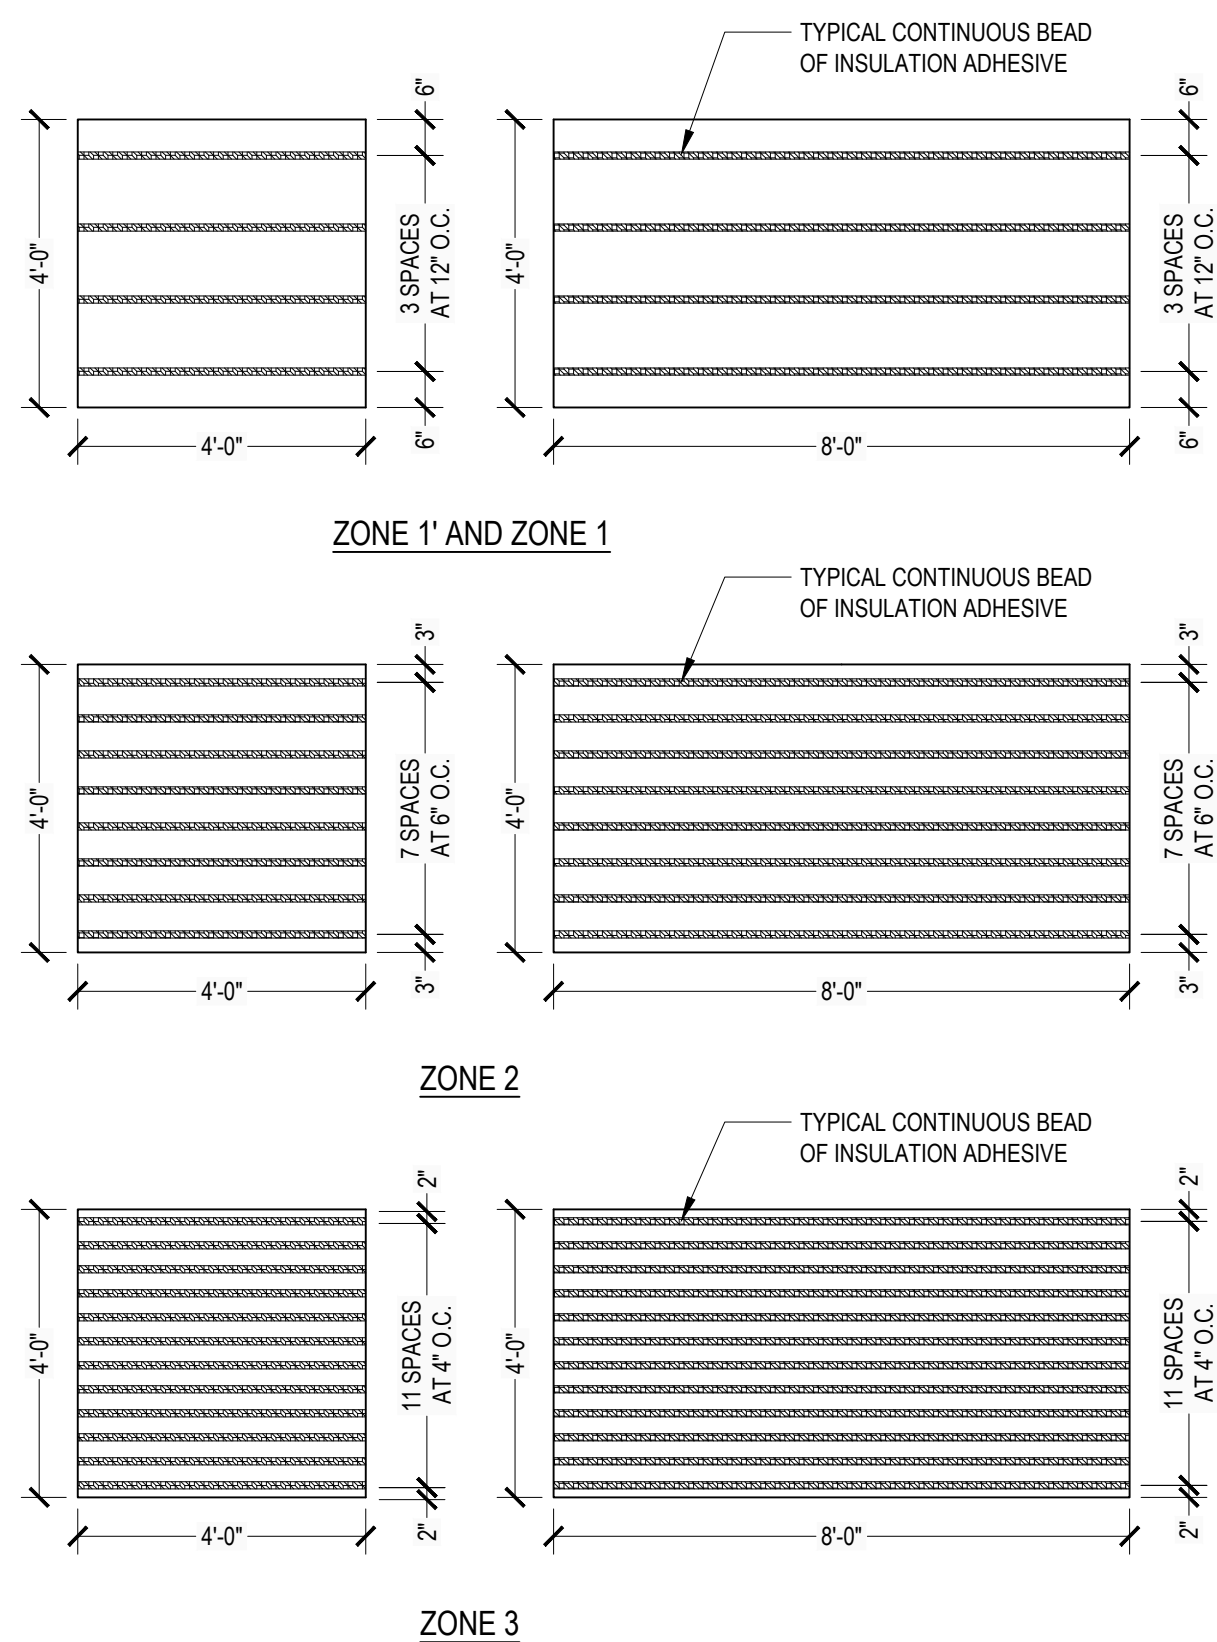 TYPICAL CONTINUOUS BEAD
OF INSULATION ADHESIVE
6"
6"
4'-0"
3 SPACES
AT 12" O.C.
4'-0"
3 SPACES
AT 12" O.C.
6"
6"
4'-0"
8'-0"
ZONE 1' AND ZONE 1
TYPICAL CONTINUOUS BEAD
OF INSULATION ADHESIVE
3"
3"
4'-0"
7 SPACES
AT 6" O.C.
4'-0"
7 SPACES
AT 6" O.C.
3"
3"
4'-0"
8'-0"
ZONE 2
TYPICAL CONTINUOUS BEAD
OF INSULATION ADHESIVE
2"
2"
4'-0"
11 SPACES
AT 4" O.C.
4'-0"
11 SPACES
AT 4" O.C.
2"
2"
4'-0"
8'-0"
ZONE 3